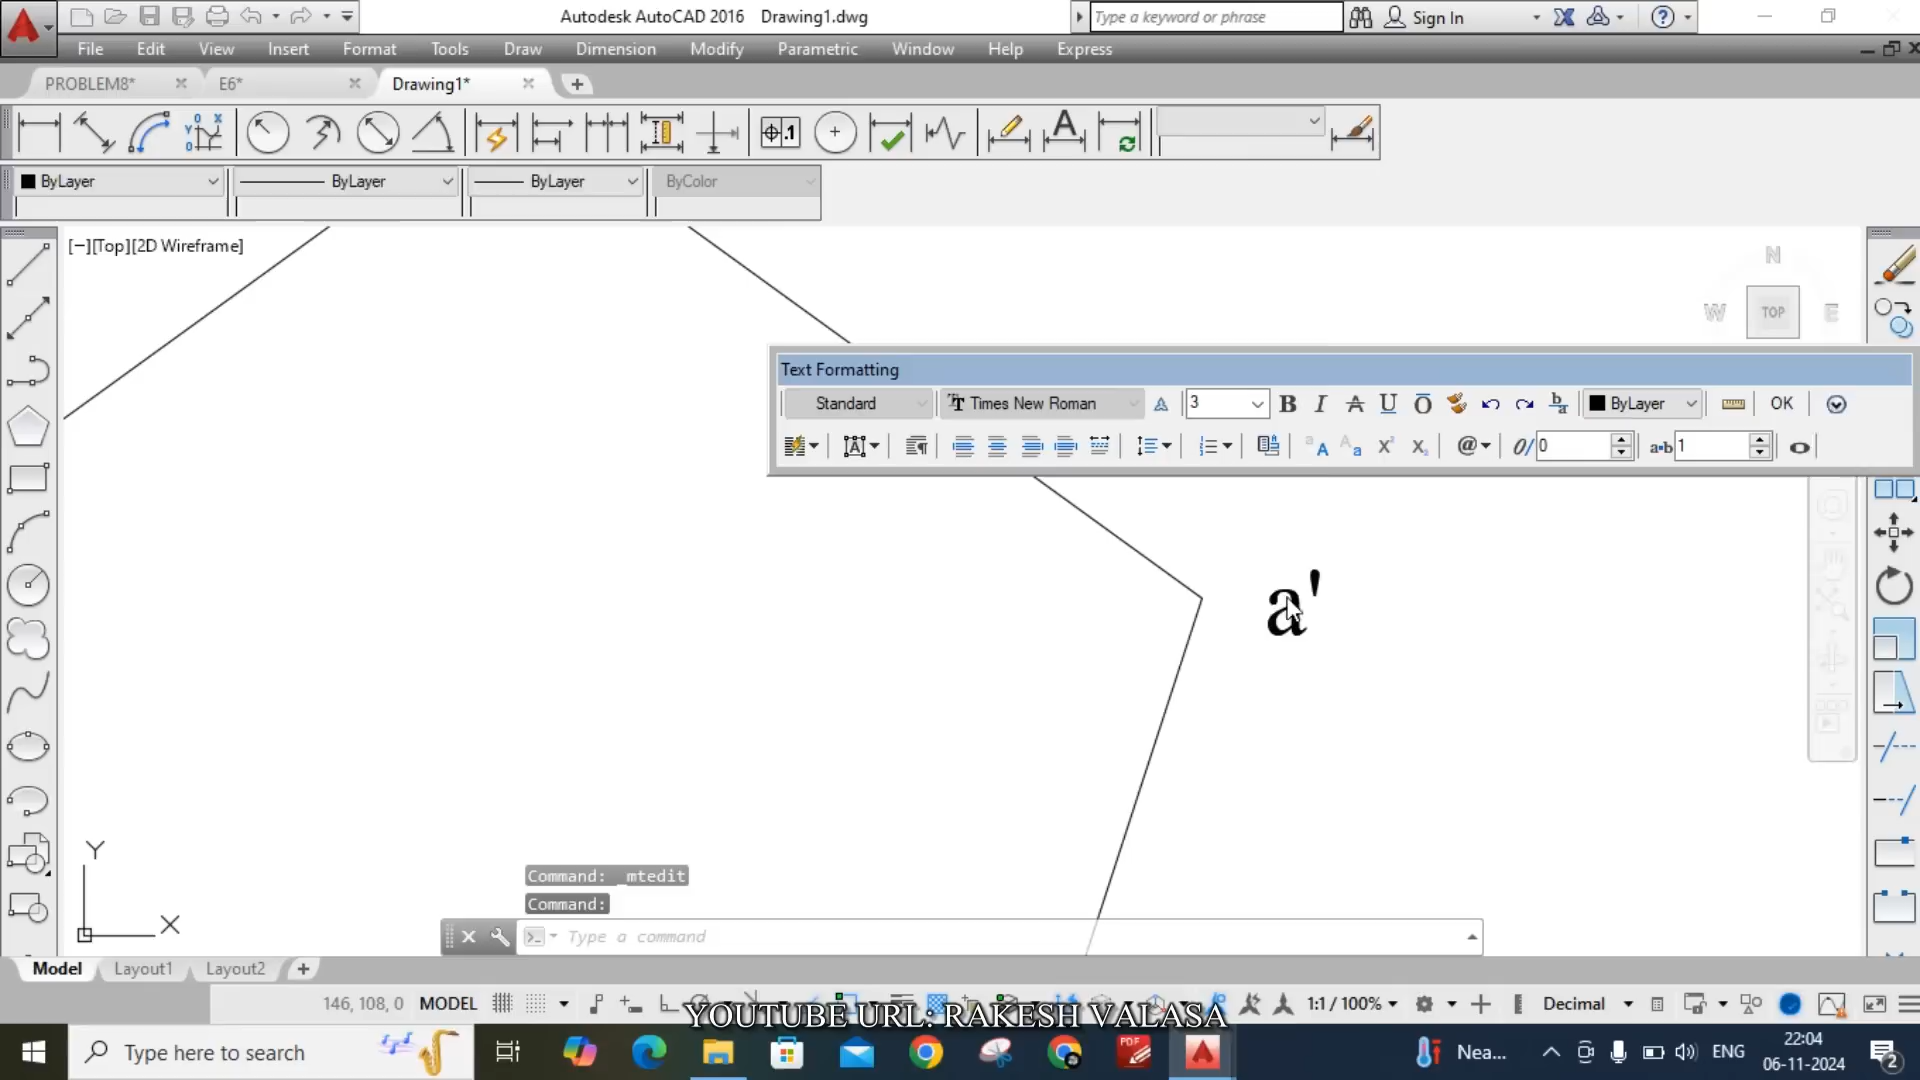 Autodesk AutoCAD 2016 Drawing1.dwg
Type a keyword or phrase
Sign In
File Edit View Insert Format Tools Draw Dimension Modify Parametric Window Help Express
PROBLEM8* E6* Drawing1*
ByLayer ByLayer ByLayer ByColor
[−][Top][2D Wireframe]
N
W TOP E
Text Formatting
Standard Times New Roman 3 B I A U O ByLayer OK
0/ 0 a•b 1
a'
Y
X
Command: _mtedit
Command:
Type a command
Model Layout1 Layout2 +
146, 108, 0 MODEL 1:1 / 100% Decimal
YOUTUBE URL: RAKESH VALASA
Type here to search
Nea...
ENG
22:04
06-11-2024
2